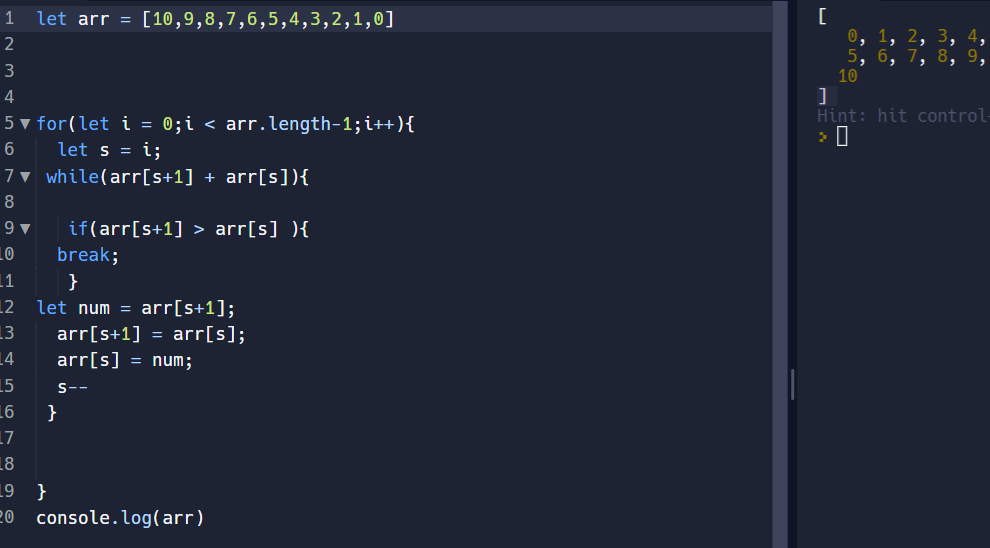 1 let arr = [10,9,8,7,6,5,4,3,2,1,0]
2
3
4
5 ▼ for(let i = 0;i < arr.length-1;i++){
6 let s = i;
7 ▼ while(arr[s+1] + arr[s]){
8
9 ▼ if(arr[s+1] > arr[s] ){
10 break;
11 }
12 let num = arr[s+1];
13 arr[s+1] = arr[s];
14 arr[s] = num;
15 s--
16 }
17
18
19 }
20 console.log(arr)
[
0, 1, 2, 3, 4,
5, 6, 7, 8, 9,
10
]
Hint: hit control
>